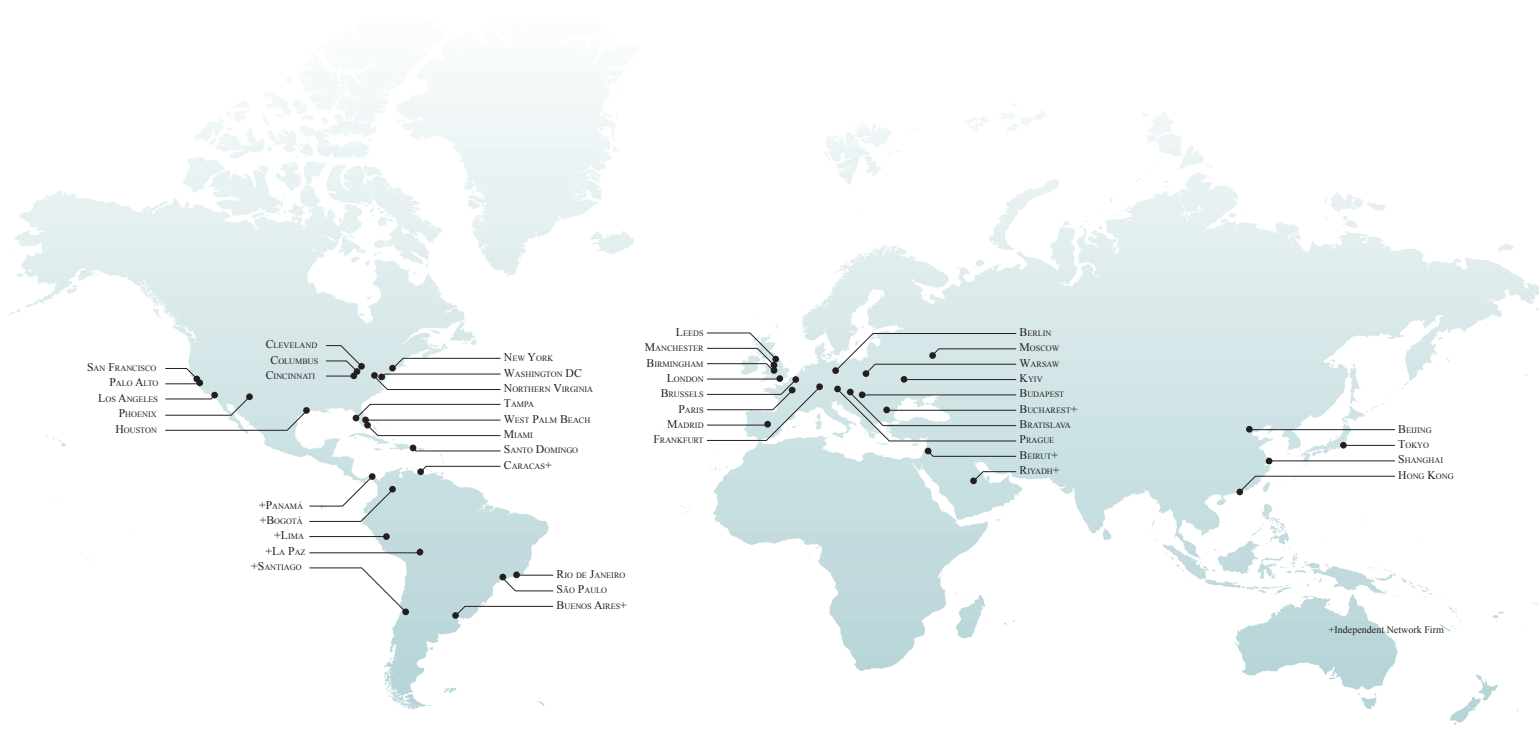 San Francisco
Palo Alto
Los Angeles
Phoenix
Houston
Cleveland
Columbus
Cincinnati
New York
Washington DC
Northern Virginia
Tampa
West Palm Beach
Miami
Santo Domingo
Caracas+
+Panamá
+Bogotá
+Lima
+La Paz
+Santiago
Rio de Janeiro
São Paulo
Buenos Aires+
Leeds
Manchester
Birmingham
London
Brussels
Paris
Madrid
Frankfurt
Berlin
Moscow
Warsaw
Kyiv
Budapest
Bucharest+
Bratislava
Prague
Beirut+
Riyadh+
Beijing
Tokyo
Shanghai
Hong Kong
+Independent Network Firm